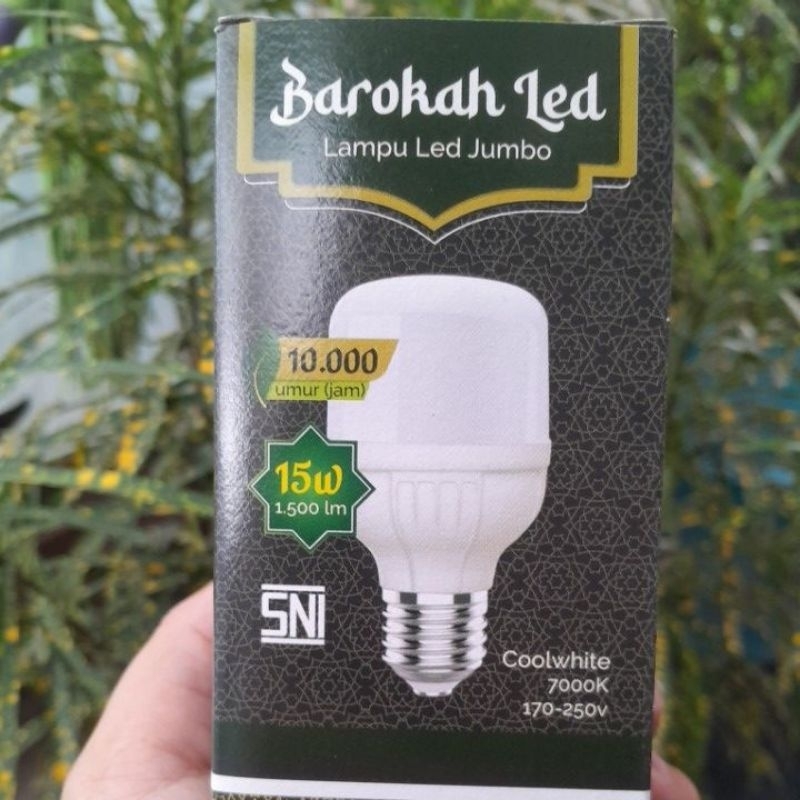 Barokah Led
Lampu Led Jumbo
10.000
umur (jam)
15w
1.500 lm
SNI
Coolwhite
7000K
170-250v